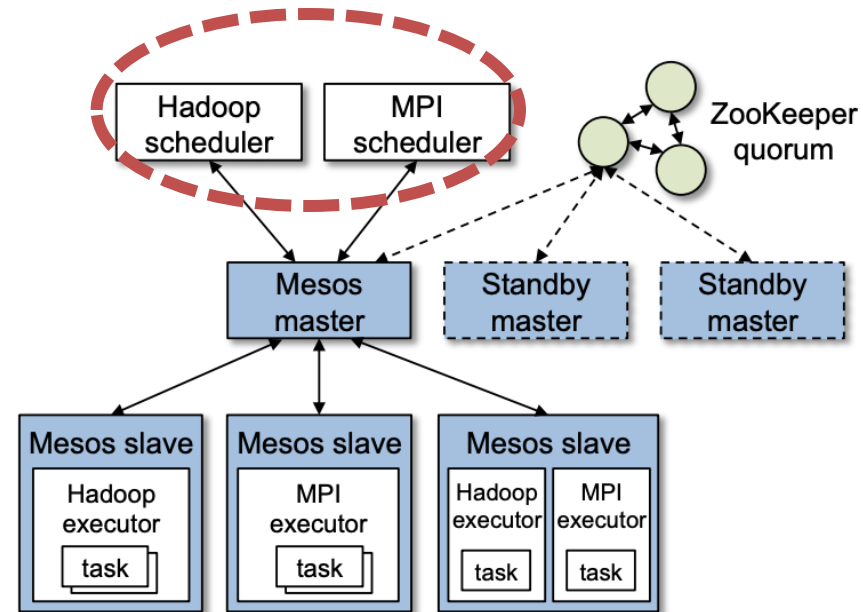 Hadoop
scheduler
MPI
scheduler
ZooKeeper
quorum
Mesos
master
Standby
master
Standby
master
Mesos slave
Hadoop
executor
task
Mesos slave
MPI
executor
task
Mesos slave
Hadoop
executor
task
MPI
executor
task